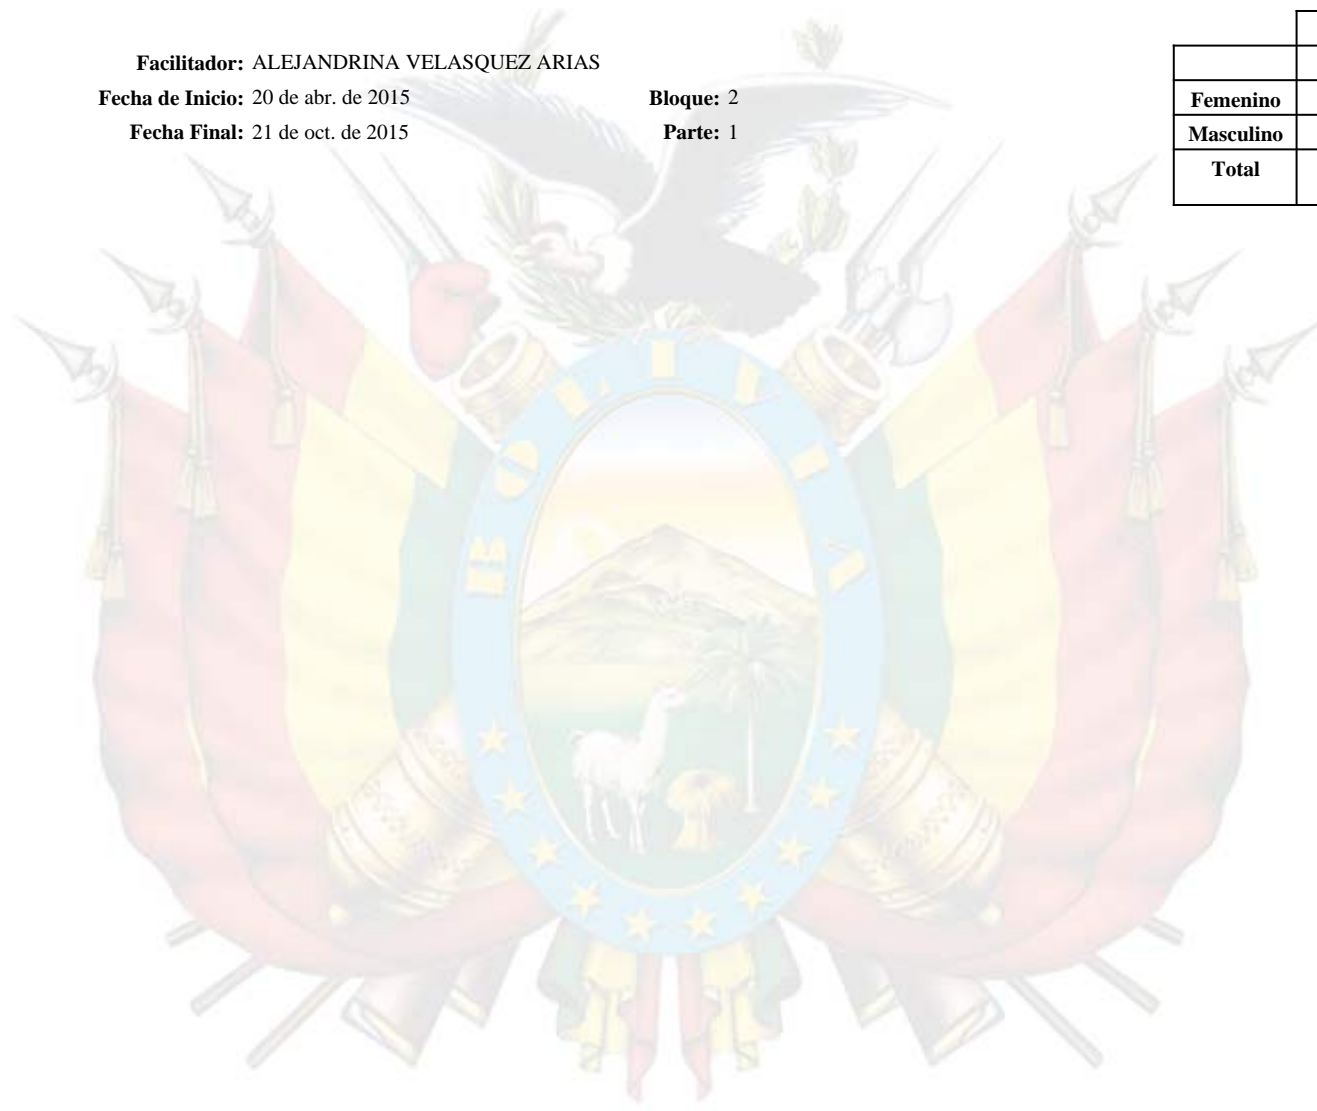 Facilitador: ALEJANDRINA VELASQUEZ ARIAS
Fecha de Inicio: 20 de abr. de 2015 Bloque: 2
Fecha Final: 21 de oct. de 2015 Parte: 1
Femenino
Masculino
Total
BOLIVIA